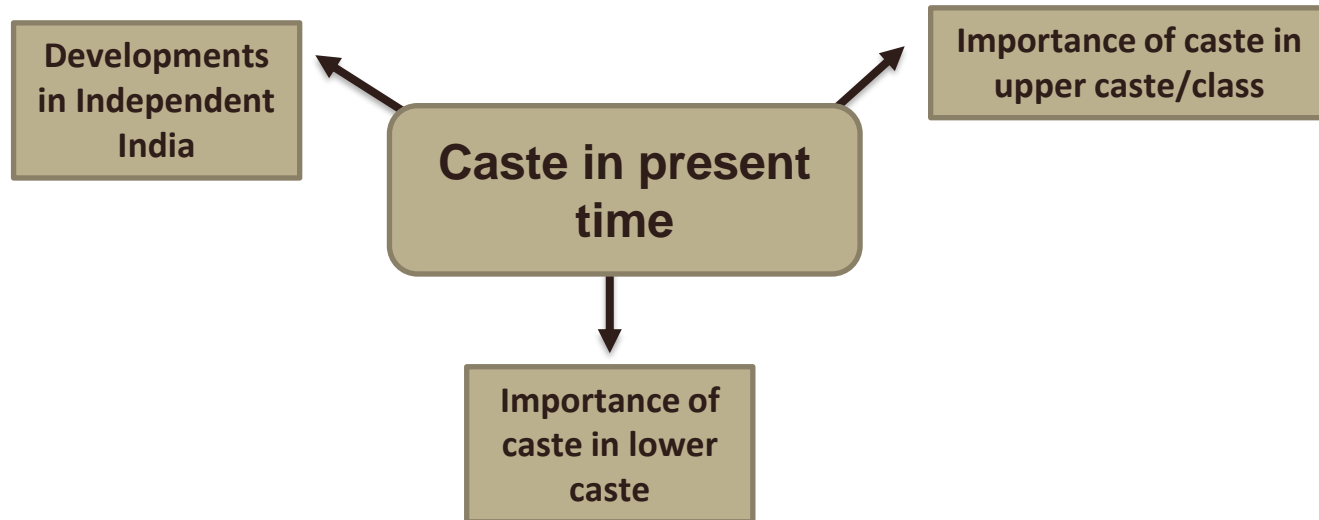 Developments
in Independent
India
Importance of caste in
upper caste/class
Caste in present
time
Importance of
caste in lower
caste